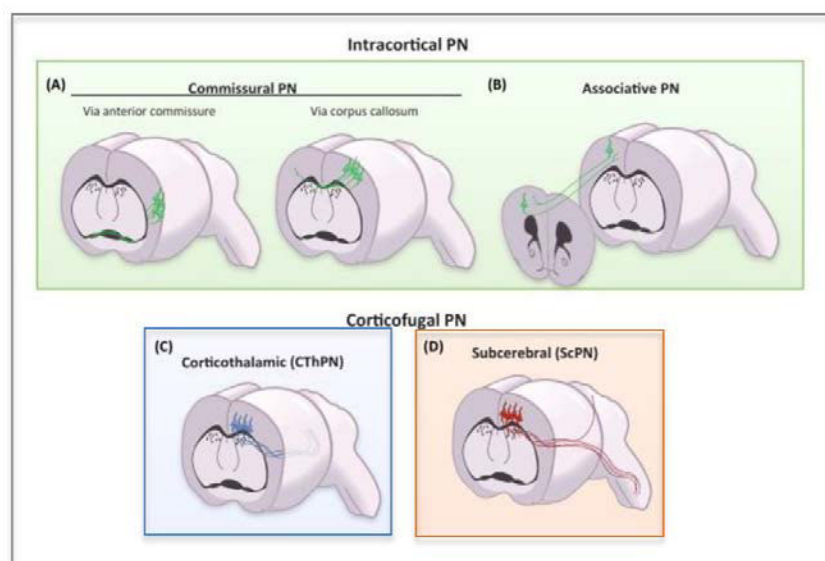 Intracortical PN
(A)
Commissural PN
(B)
Associative PN
Via anterior commissure
Via corpus callosum
Corticofugal PN
(C)
Corticothalamic (CThPN)
(D)
Subcerebral (ScPN)